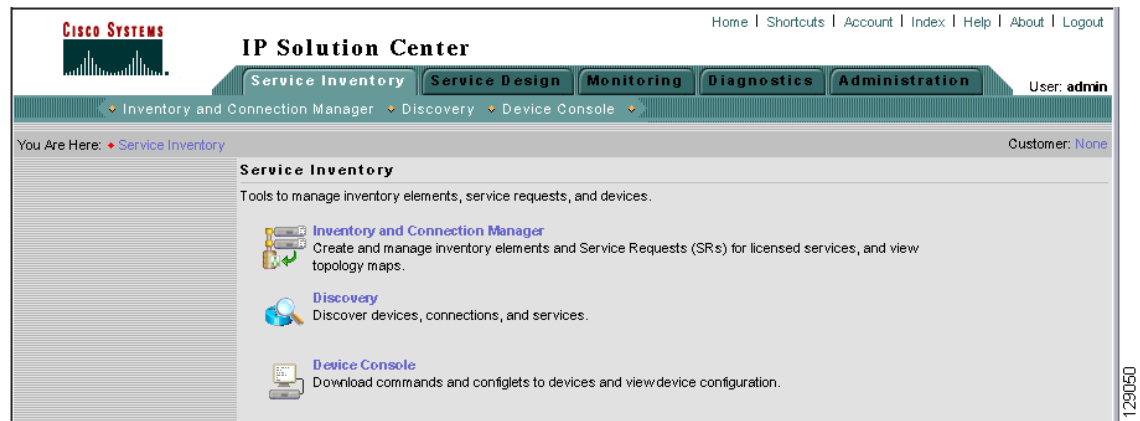 CISCO SYSTEMS
Home | Shortcuts | Account | Index | Help | About | Logout
IP Solution Center
Service Inventory Service Design Monitoring Diagnostics Administration
User: admin
Inventory and Connection Manager Discovery Device Console
You Are Here: Service Inventory
Customer: None
Service Inventory
Tools to manage inventory elements, service requests, and devices.
Inventory and Connection Manager
Create and manage inventory elements and Service Requests (SRs) for licensed services, and view
topology maps.
Discovery
Discover devices, connections, and services.
Device Console
Download commands and configlets to devices and view device configuration.
129050